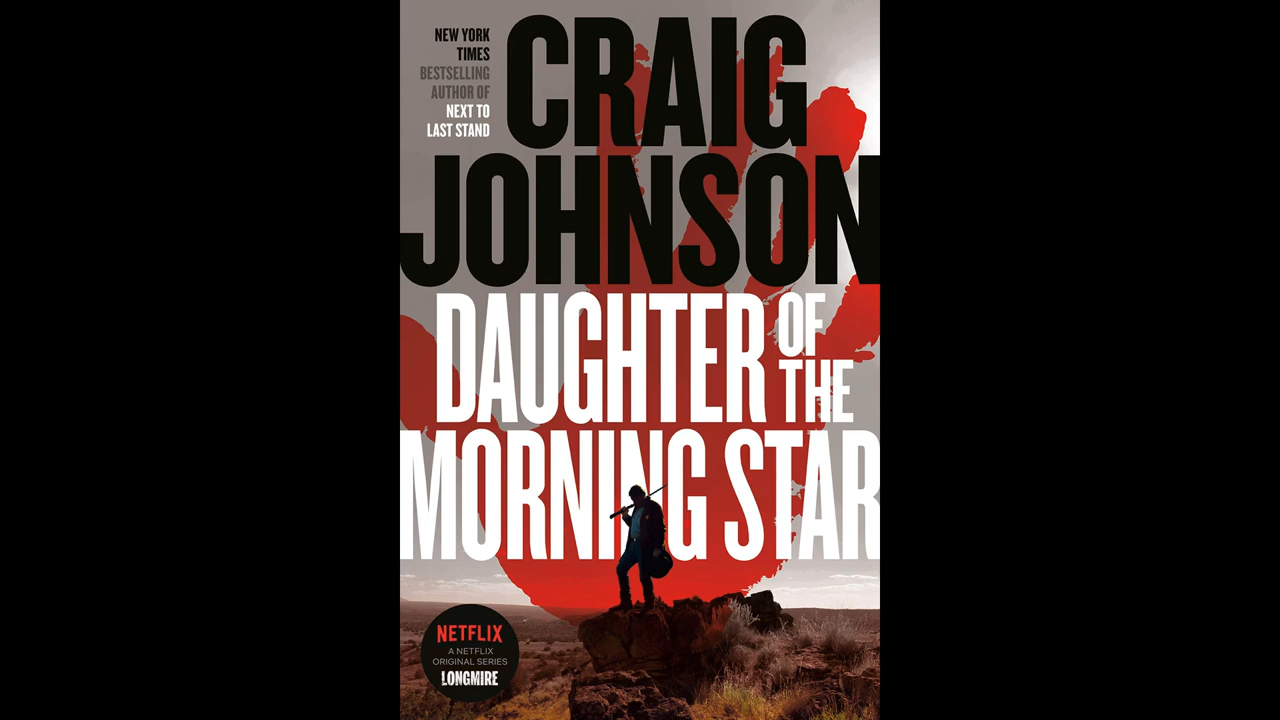 NEW YORK
TIMES
BESTSELLING
AUTHOR OF
NEXT TO
LAST STAND
CRAIG
JOHNSON
DAUGHTER OF THE
MORNING STAR
NETFLIX
A NETFLIX
ORIGINAL SERIES
LONGMIRE